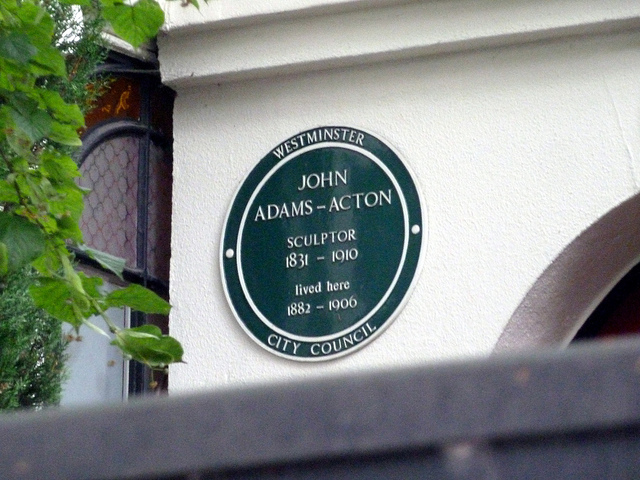 WESTMINSTER
JOHN
ADAMS – ACTON
SCULPTOR
1831 – 1910
lived here
1882 – 1906
CITY COUNCIL